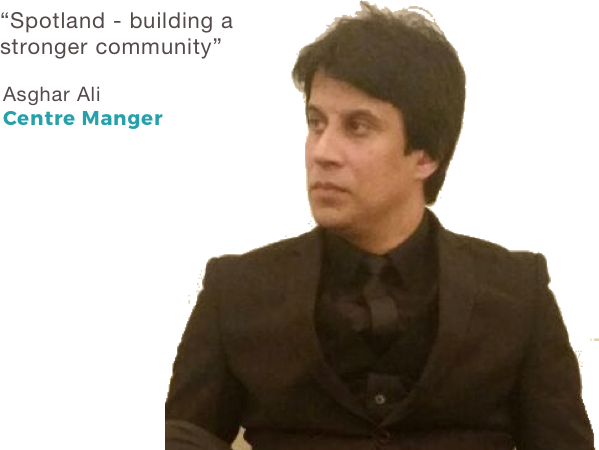 “Spotland - building a
stronger community”
Asghar Ali
Centre Manger